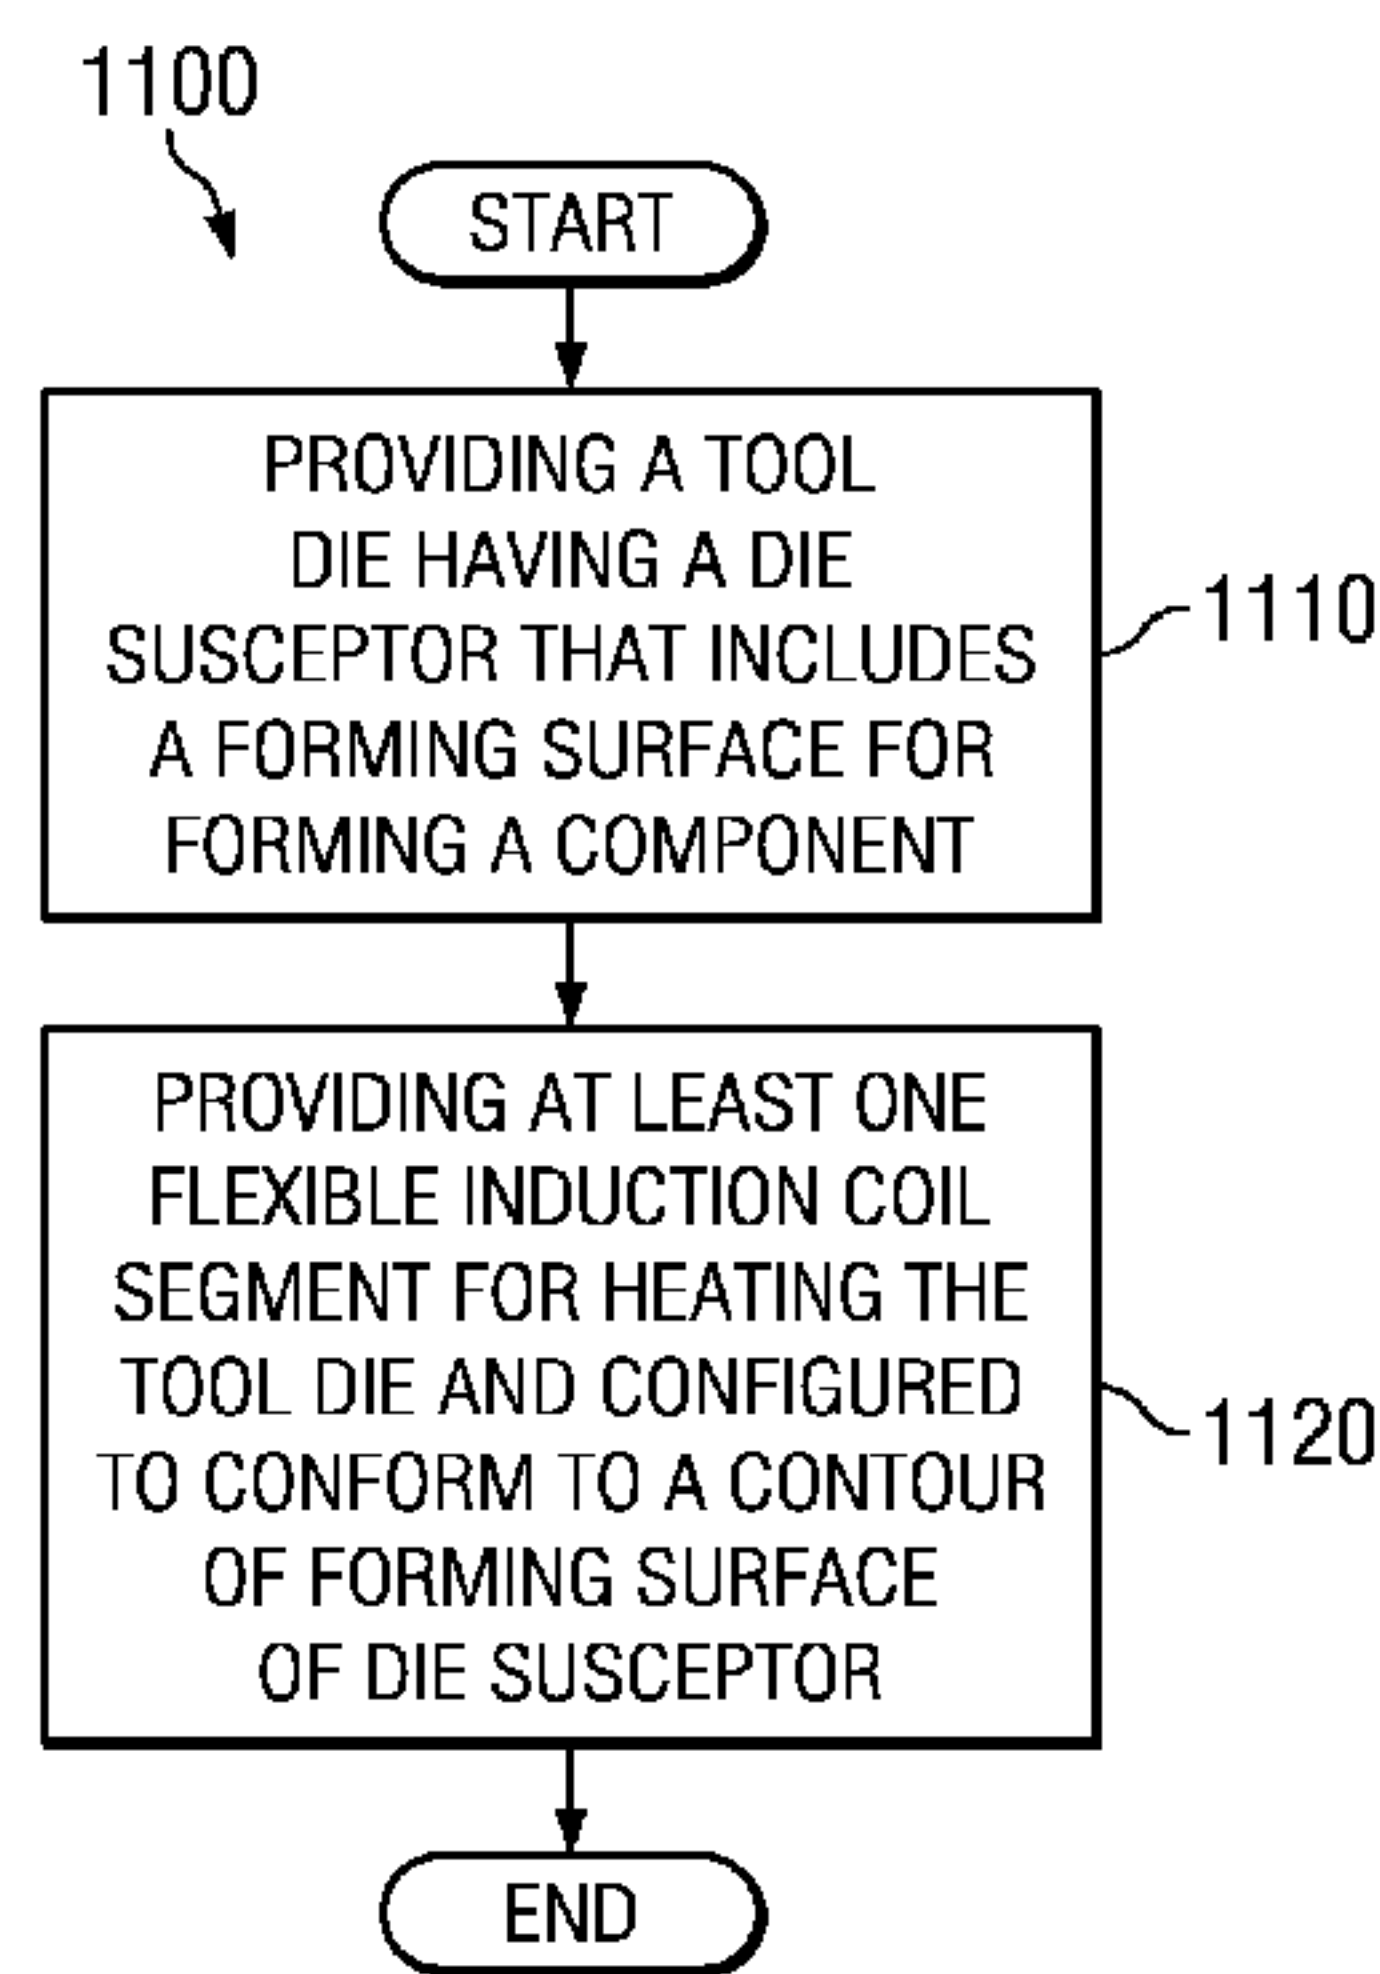 1100
START
PROVIDING A TOOL
DIE HAVING A DIE
SUSCEPTOR THAT INCLUDES
A FORMING SURFACE FOR
FORMING A COMPONENT
1110
PROVIDING AT LEAST ONE
FLEXIBLE INDUCTION COIL
SEGMENT FOR HEATING THE
TOOL DIE AND CONFIGURED
TO CONFORM TO A CONTOUR
OF FORMING SURFACE
OF DIE SUSCEPTOR
1120
END